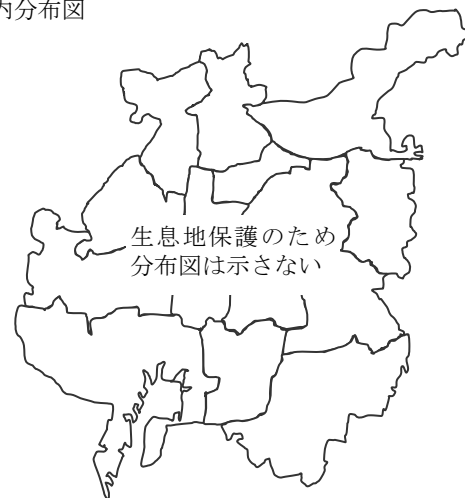 内分布図
生息地保護のため
分布図は示さない